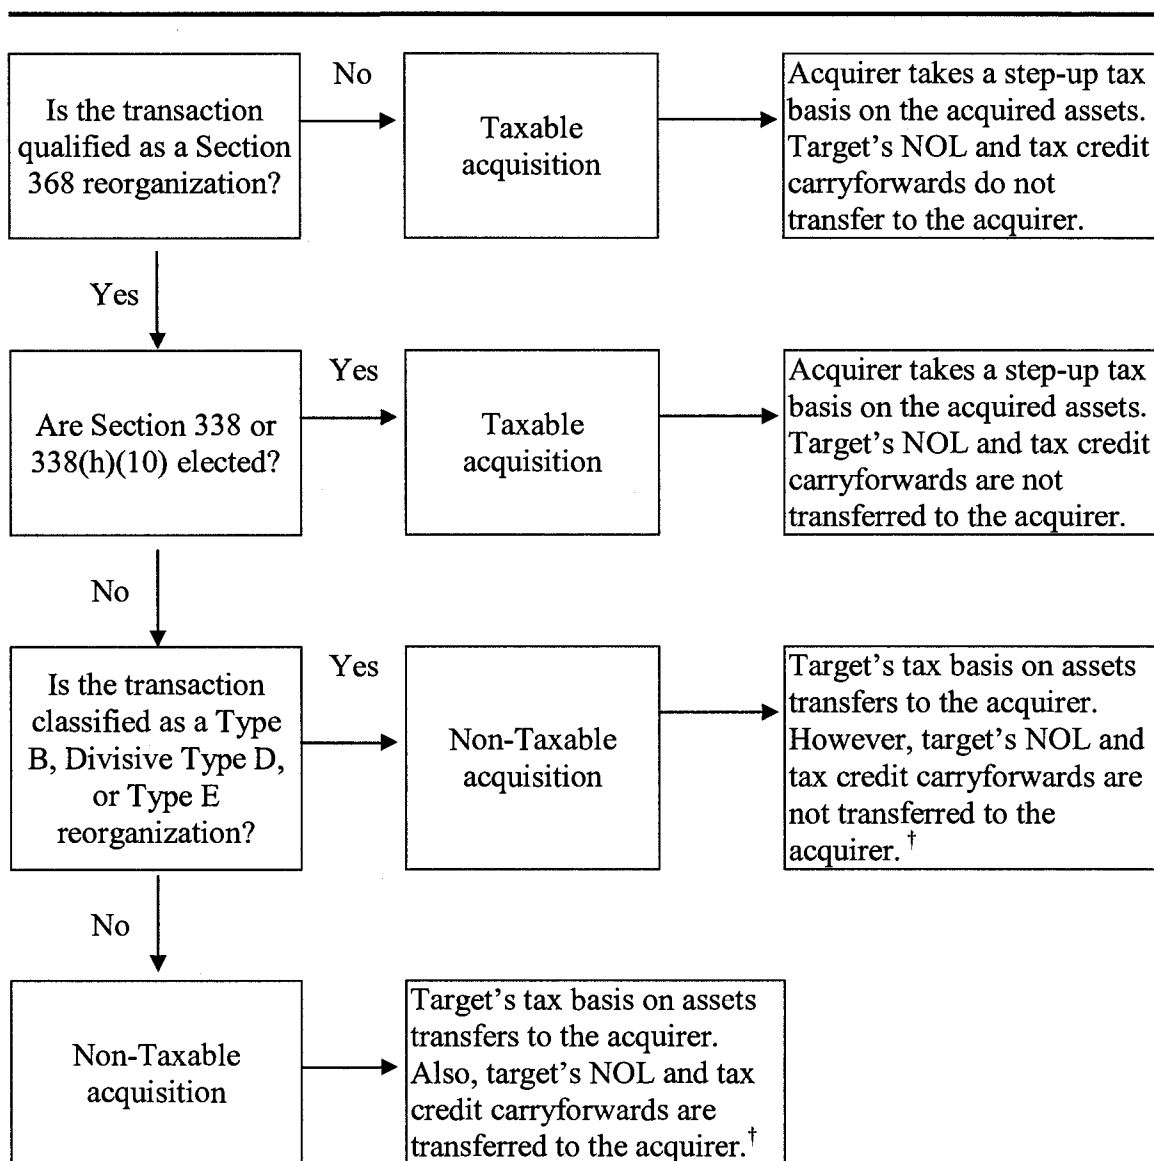 Is the transaction
qualified as a Section
368 reorganization?
No
Taxable
acquisition
Acquirer takes a step-up tax
basis on the acquired assets.
Target’s NOL and tax credit
carryforwards do not
transfer to the acquirer.
Yes
Are Section 338 or
338(h)(10) elected?
Yes
Taxable
acquisition
Acquirer takes a step-up tax
basis on the acquired assets.
Target’s NOL and tax credit
carryforwards are not
transferred to the acquirer.
No
Is the transaction
classified as a Type
B, Divisive Type D,
or Type E
reorganization?
Yes
Non-Taxable
acquisition
Target’s tax basis on assets
transfers to the acquirer.
However, target’s NOL and
tax credit carryforwards are
not transferred to the
acquirer. †
No
Non-Taxable
acquisition
Target’s tax basis on assets
transfers to the acquirer.
Also, target’s NOL and tax
credit carryforwards are
transferred to the acquirer.†